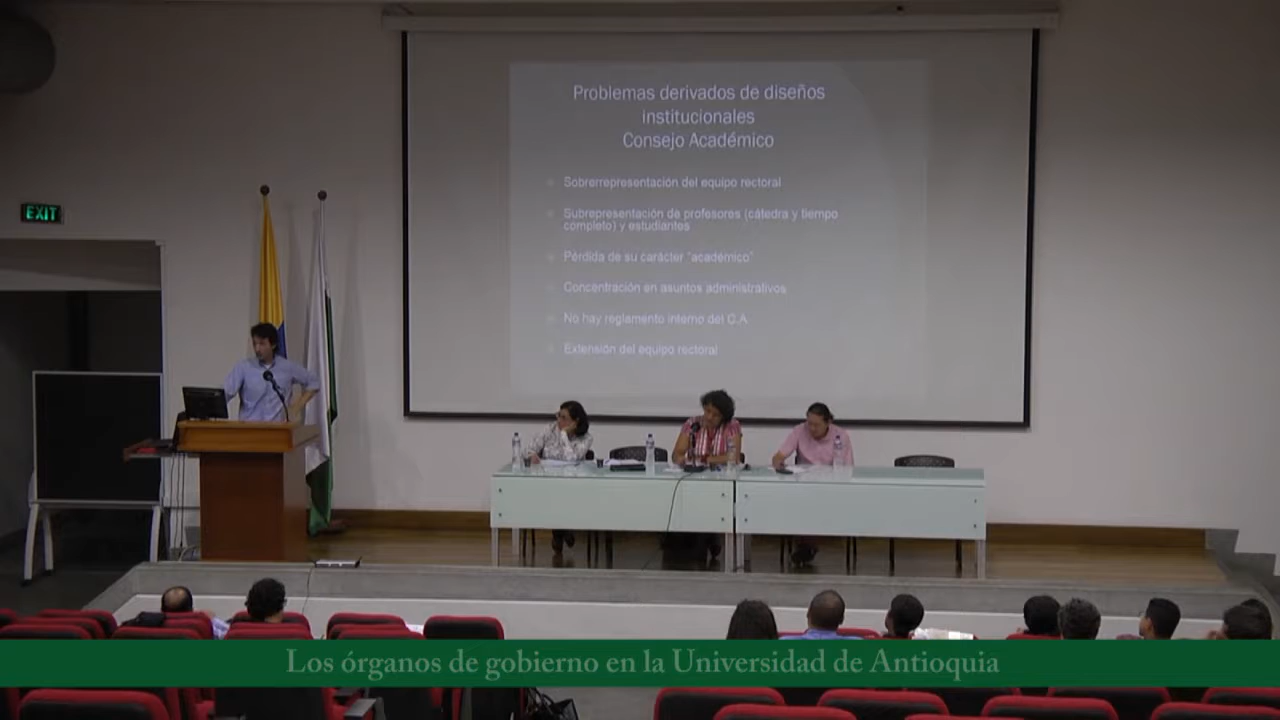 Problemas derivados de diseños
institucionales
Consejo Académico
Sobrerrepresentación del equipo rectoral
Subrepresentación de profesores (cátedra y tiempo
completo) y estudiantes
Pérdida de su carácter "académico"
Concentración en asuntos administrativos
No hay reglamento interno del C.A
Extensión del equipo rectoral
EXIT
Los órganos de gobierno en la Universidad de Antioquia